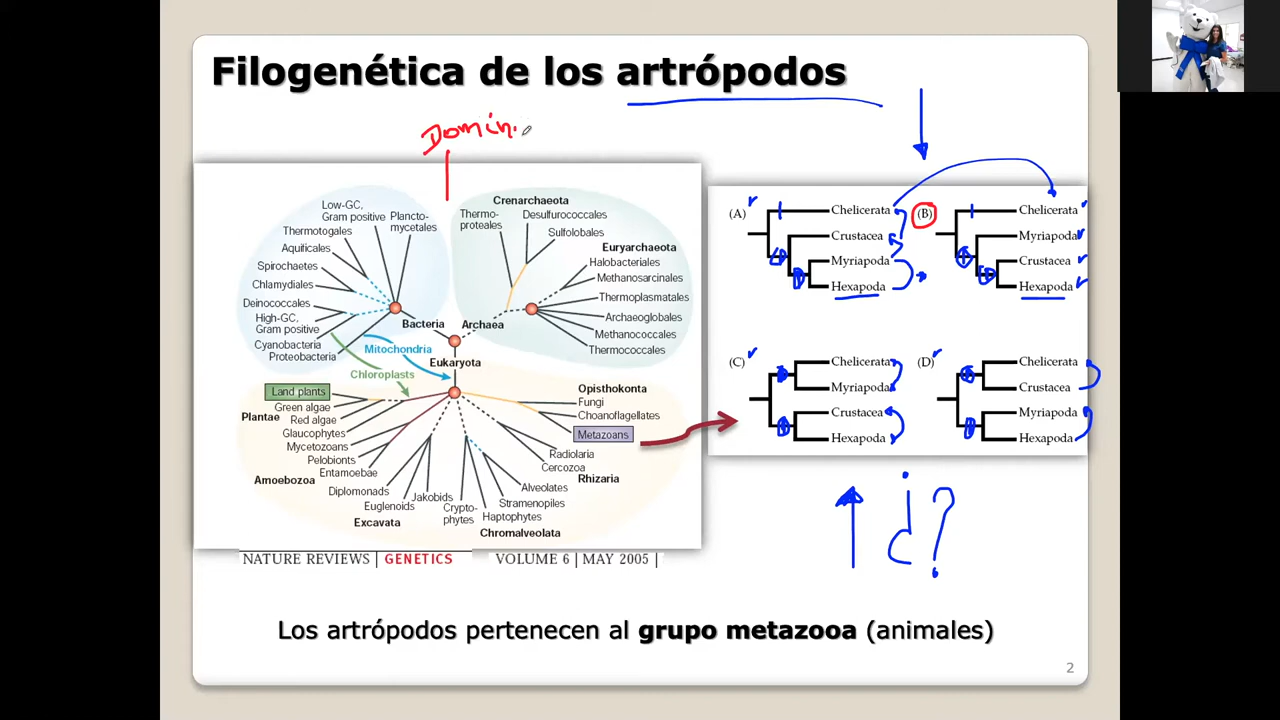 Filogenética de los artrópodos
Domin.
Low-GC,
Gram positive
Plancto-
mycetales
Thermotogales
Aquificales
Spirochaetes
Chlamydiales
Deinococcales
High-GC,
Gram positive
Cyanobacteria
Proteobacteria
Bacteria
Crenarchaeota
Thermo-
proteales
Desulfurococcales
Sulfolobales
Euryarchaeota
Halobacteriales
Methanosarcinales
Thermoplasmatales
Archaeoglobales
Methanococcales
Thermococcales
Archaea
Mitochondria
Chloroplasts
Eukaryota
Land plants
Plantae
Green algae
Red algae
Glaucophytes
Mycetozoans
Pelobionts
Entamoebae
Amoebozoa
Diplomonads
Euglenoids
Jakobids
Excavata
Crypto-
phytes
Haptophytes
Stramenopiles
Alveolates
Chromalveolata
Opisthokonta
Fungi
Choanoflagellates
Metazoans
Radiolaria
Cercozoa
Rhizaria
NATURE REVIEWS | GENETICS VOLUME 6 | MAY 2005 |
(A)
Chelicerata
Crustacea
Myriapoda
Hexapoda
(B)
Chelicerata
Myriapoda
Crustacea
Hexapoda
(C)
Chelicerata
Myriapoda
Crustacea
Hexapoda
(D)
Chelicerata
Crustacea
Myriapoda
Hexapoda
¿?
Los artrópodos pertenecen al grupo metazooa (animales)
2